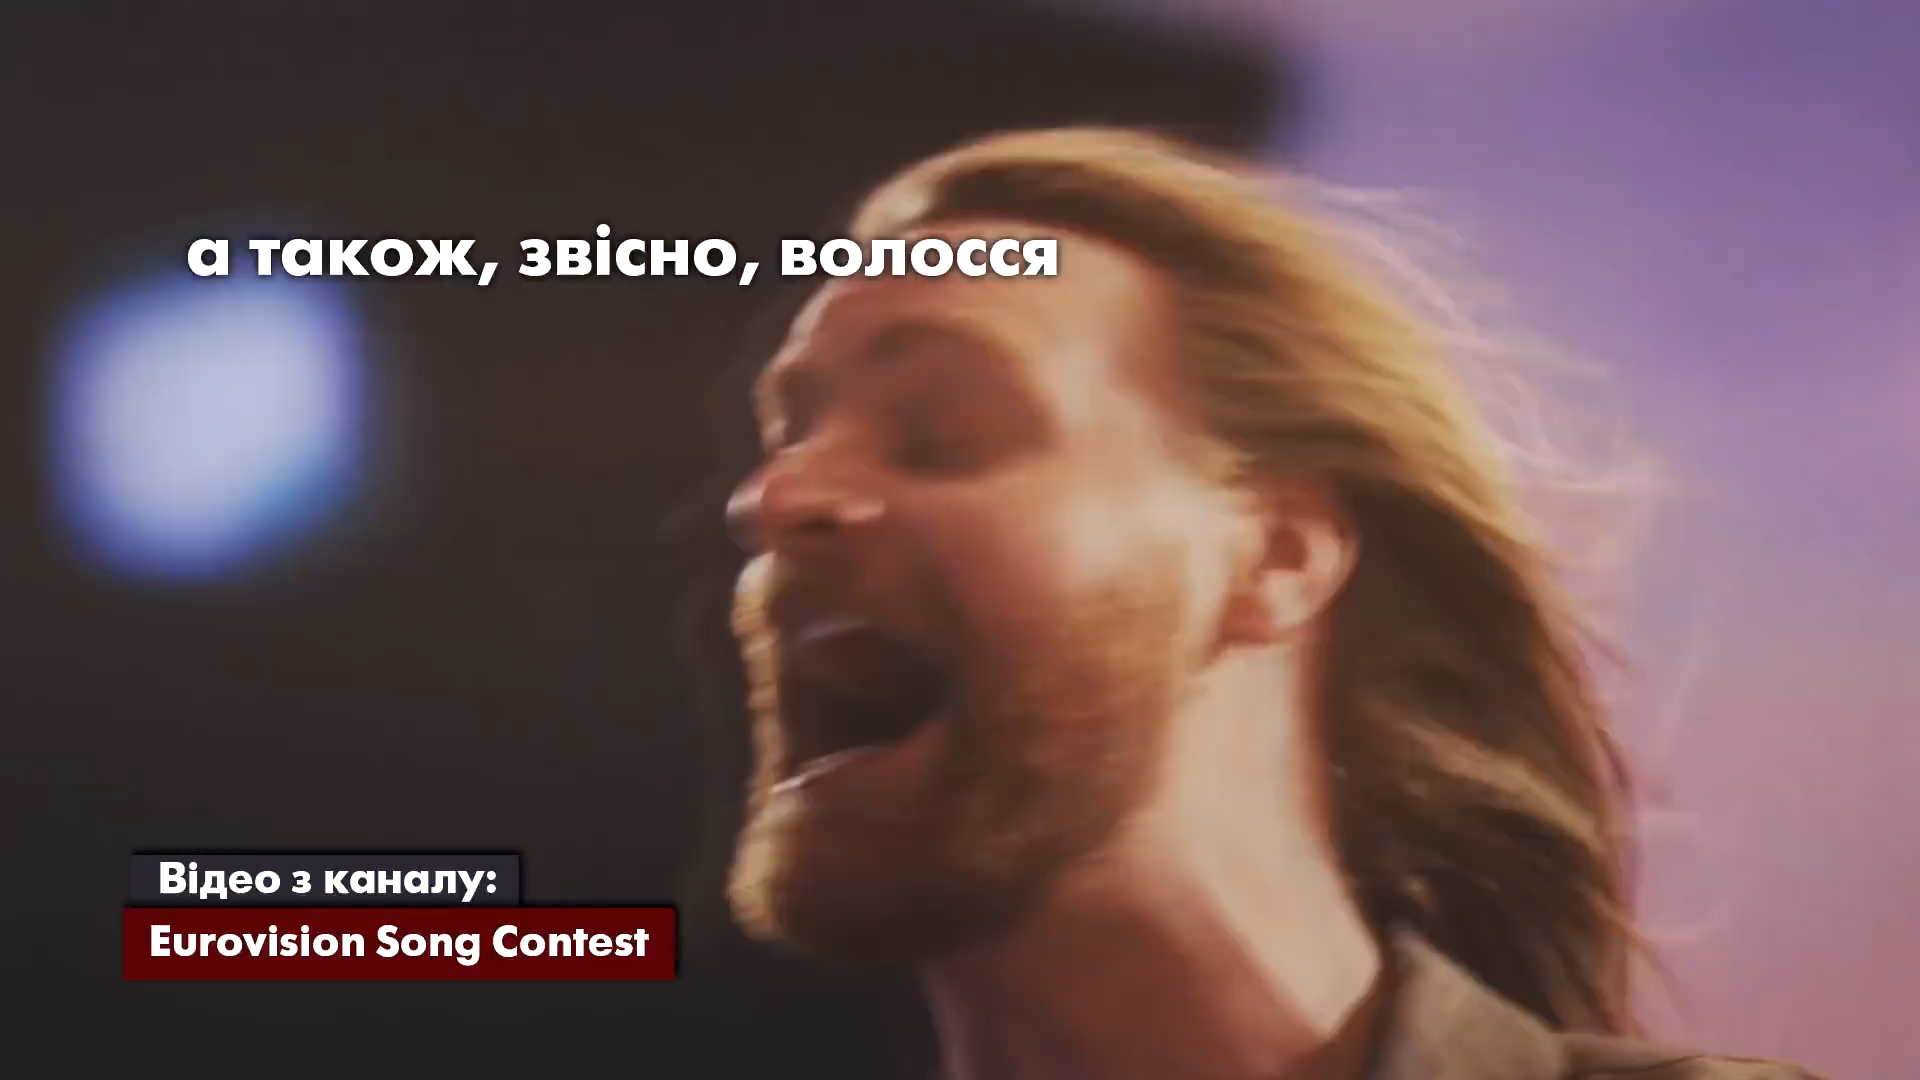 а також, звісно, волосся
Відео з каналу:
Eurovision Song Contest